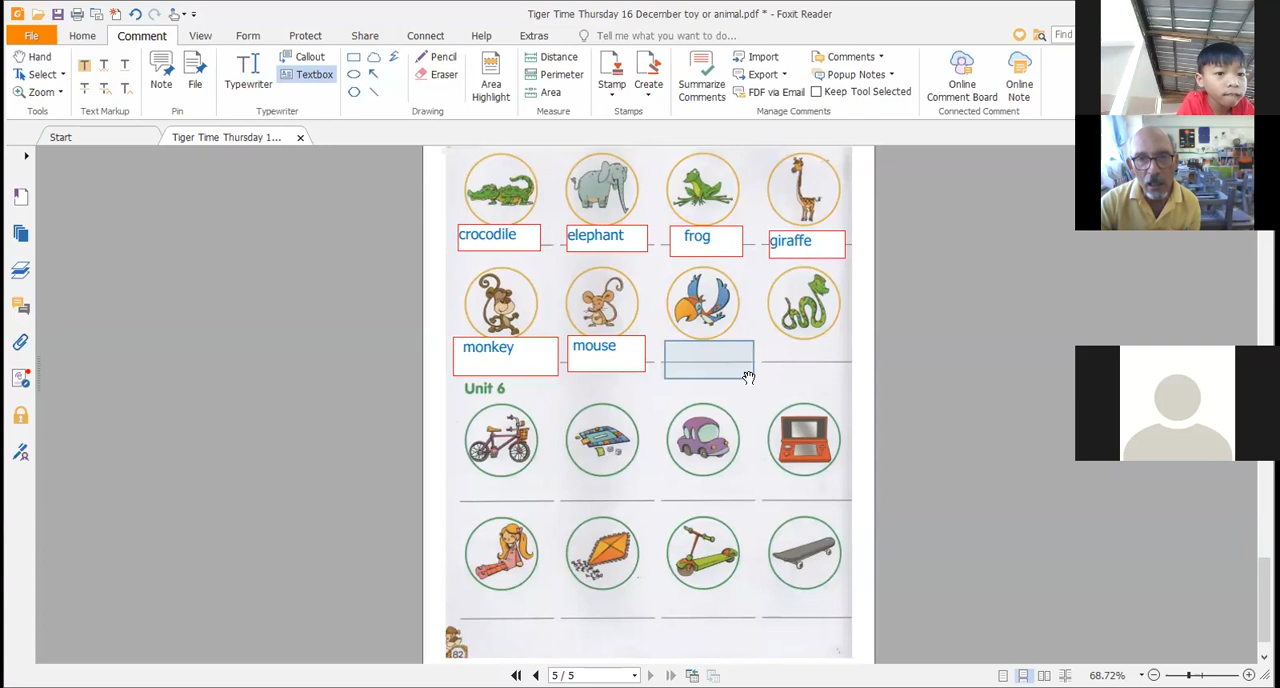 Tiger Time Thursday 16 December toy or animal.pdf * - Foxit Reader
File Home Comment View Form Protect Share Connect Help Extras Tell me what you want to do... Find
Hand
Select
Zoom
Tools
T T T
T T T
Text Markup
Note File
Pin
Typewriter
Callout
Textbox
Typewriter
Pencil
Eraser
Drawing
Area Highlight
Distance
Perimeter
Area
Measure
Stamp Create
Stamps
Summarize Comments
Import
Export
FDF via Email
Comments
Popup Notes
Keep Tool Selected
Manage Comments
Online Comment Board
Online Note
Connected Comment
Start
Tiger Time Thursday 1...
crocodile elephant frog giraffe
monkey mouse
Unit 6
82
5 / 5
68.72%